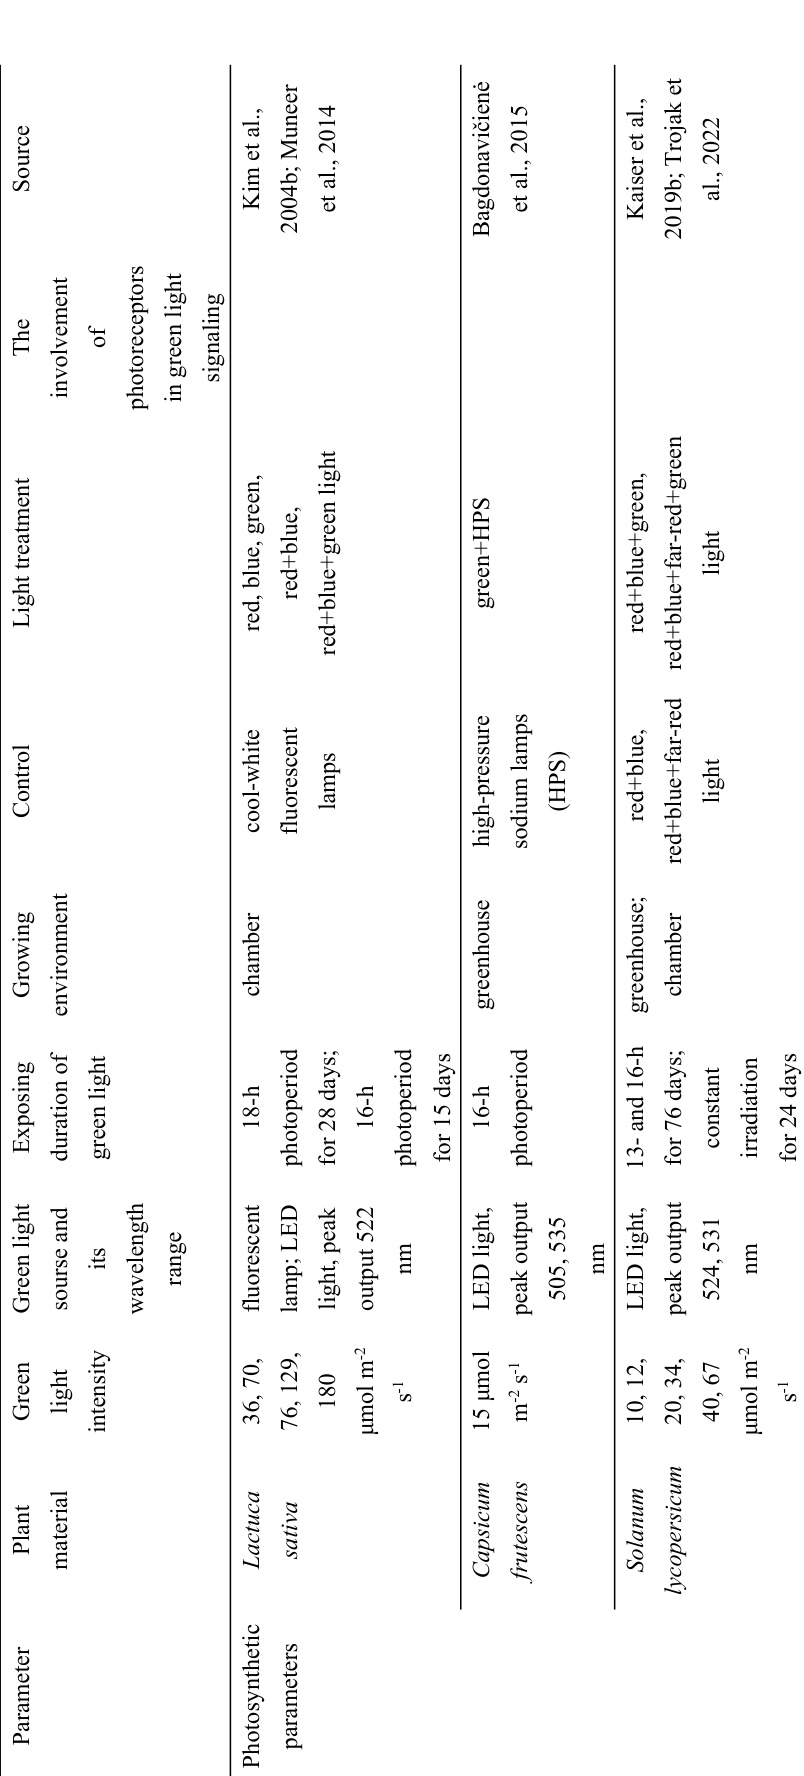 Parameter
Plant
material
Green
light
intensity
Green light
sourse and
its
wavelength
range
Exposing
duration of
green light
Growing
environment
Control
Light treatment
The
involvement
of
photoreceptors
in green light
signaling
Source
Photosynthetic
parameters
Lactuca
sativa
36, 70,
76, 129,
180
μmol m-2
s-1
fluorescent
lamp; LED
light, peak
output 522
nm
18-h
photoperiod
for 28 days;
16-h
photoperiod
for 15 days
chamber
cool-white
fluorescent
lamps
red, blue, green,
red+blue,
red+blue+green light
Kim et al.,
2004b; Muneer
et al., 2014
Capsicum
frutescens
15 μmol
m-2 s-1
LED light,
peak output
505, 535
nm
16-h
photoperiod
greenhouse
high-pressure
sodium lamps
(HPS)
green+HPS
Bagdonavičienė
et al., 2015
Solanum
lycopersicum
10, 12,
20, 34,
40, 67
μmol m-2
s-1
LED light,
peak output
524, 531
nm
13- and 16-h
for 76 days;
constant
irradiation
for 24 days
greenhouse;
chamber
red+blue,
red+blue+far-red
light
red+blue+green,
red+blue+far-red+green
light
Kaiser et al.,
2019b; Trojak et
al., 2022